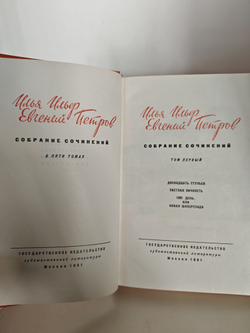 Илья Ильф
Евгений Петров
СОБРАНИЕ СОЧИНЕНИЙ
В ПЯТИ ТОМАХ
ГОСУДАРСТВЕННОЕ ИЗДАТЕЛЬСТВО
художественной литературы
Москва 1961
Илья Ильф
Евгений Петров
СОБРАНИЕ СОЧИНЕНИЙ
ТОМ ПЕРВЫЙ
ДВЕНАДЦАТЬ СТУЛЬЕВ
СВЕТЛАЯ ЛИЧНОСТЬ
1001 ДЕНЬ,
ИЛИ
НОВАЯ ШАХЕРЕЗАДА
ГОСУДАРСТВЕННОЕ ИЗДАТЕЛЬСТВО
художественной литературы
Москва 1961